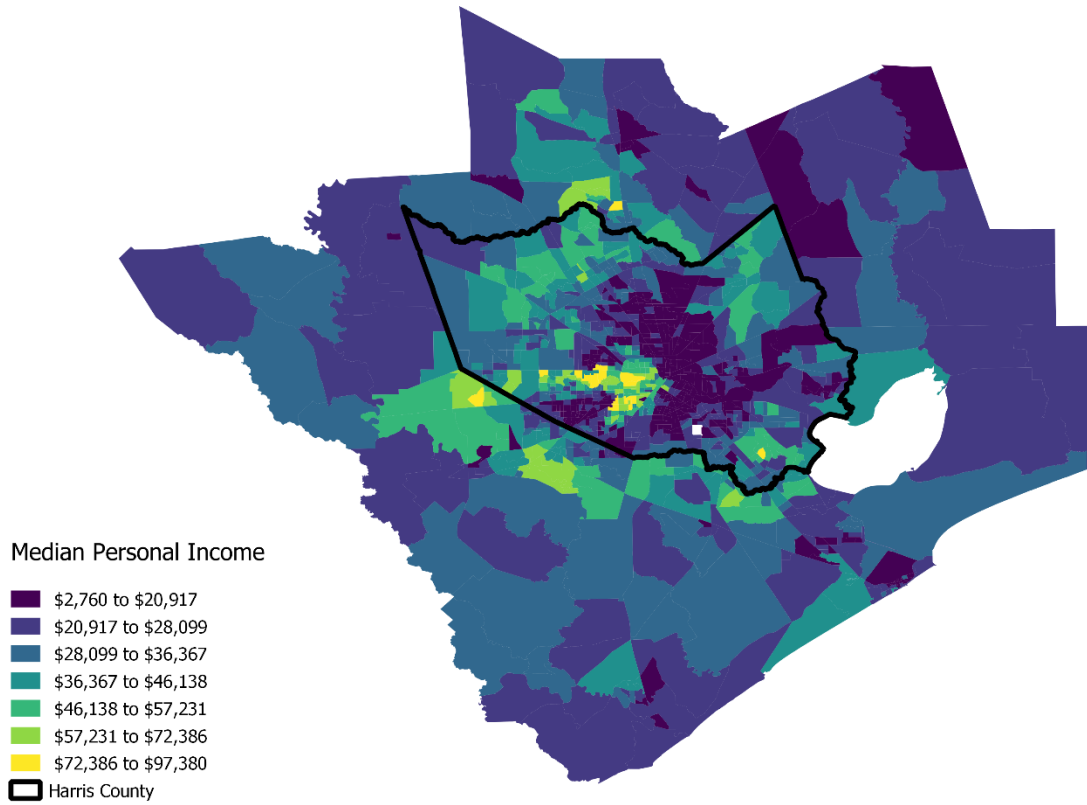 Median Personal Income
$2,760 to $20,917
$20,917 to $28,099
$28,099 to $36,367
$36,367 to $46,138
$46,138 to $57,231
$57,231 to $72,386
$72,386 to $97,380
Harris County